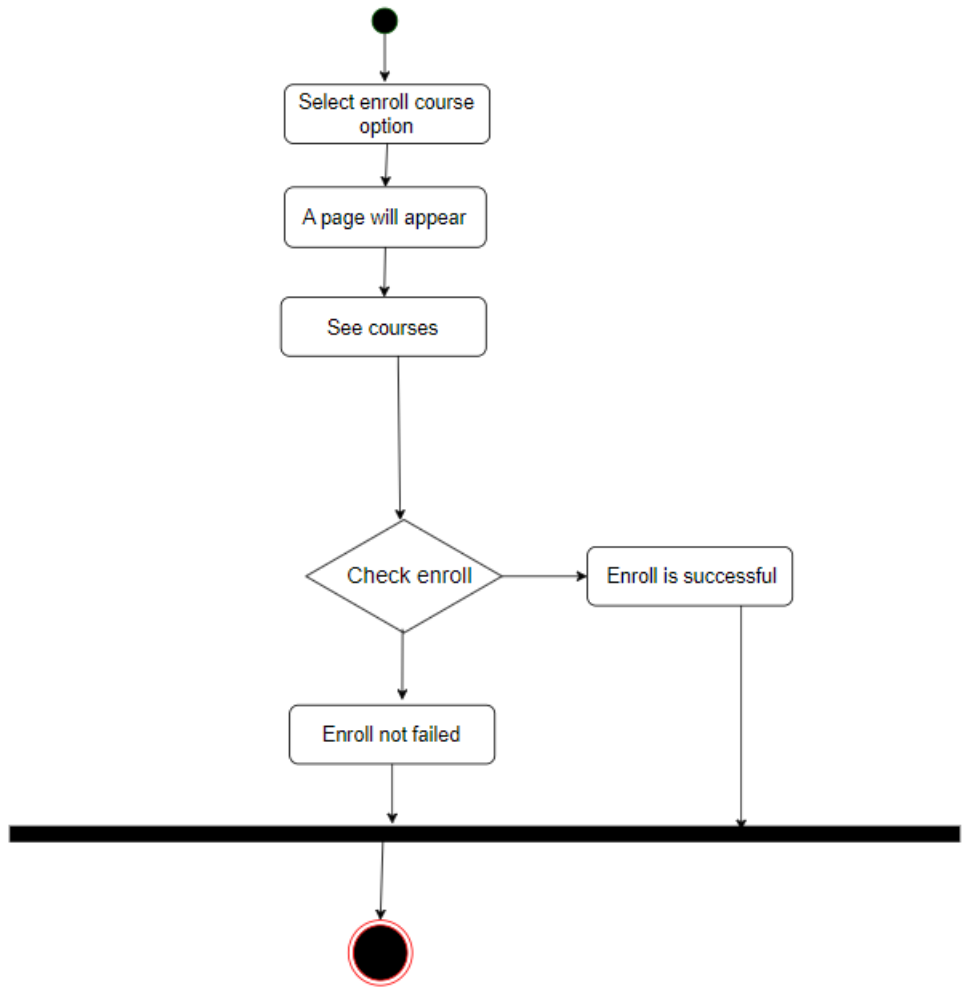 Select enroll course
option
A page will appear
See courses
Check enroll
Enroll is successful
Enroll not failed